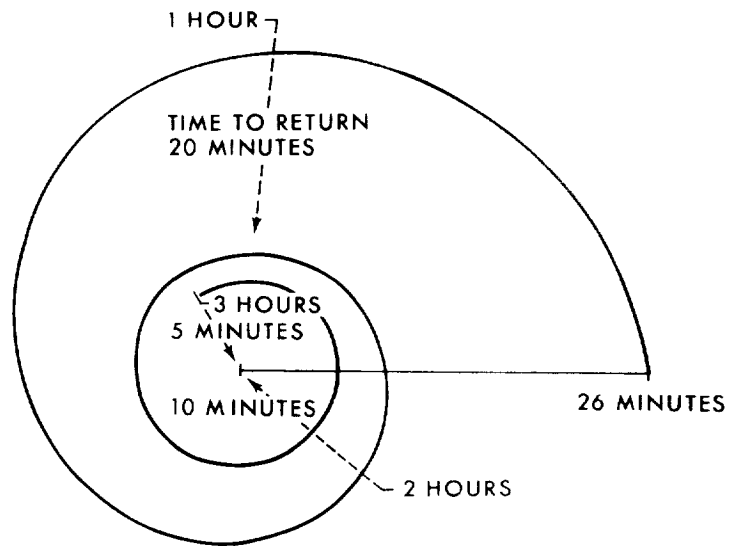 1 HOUR
TIME TO RETURN
20 MINUTES
3 HOURS
5 MINUTES
10 MINUTES
26 MINUTES
2 HOURS